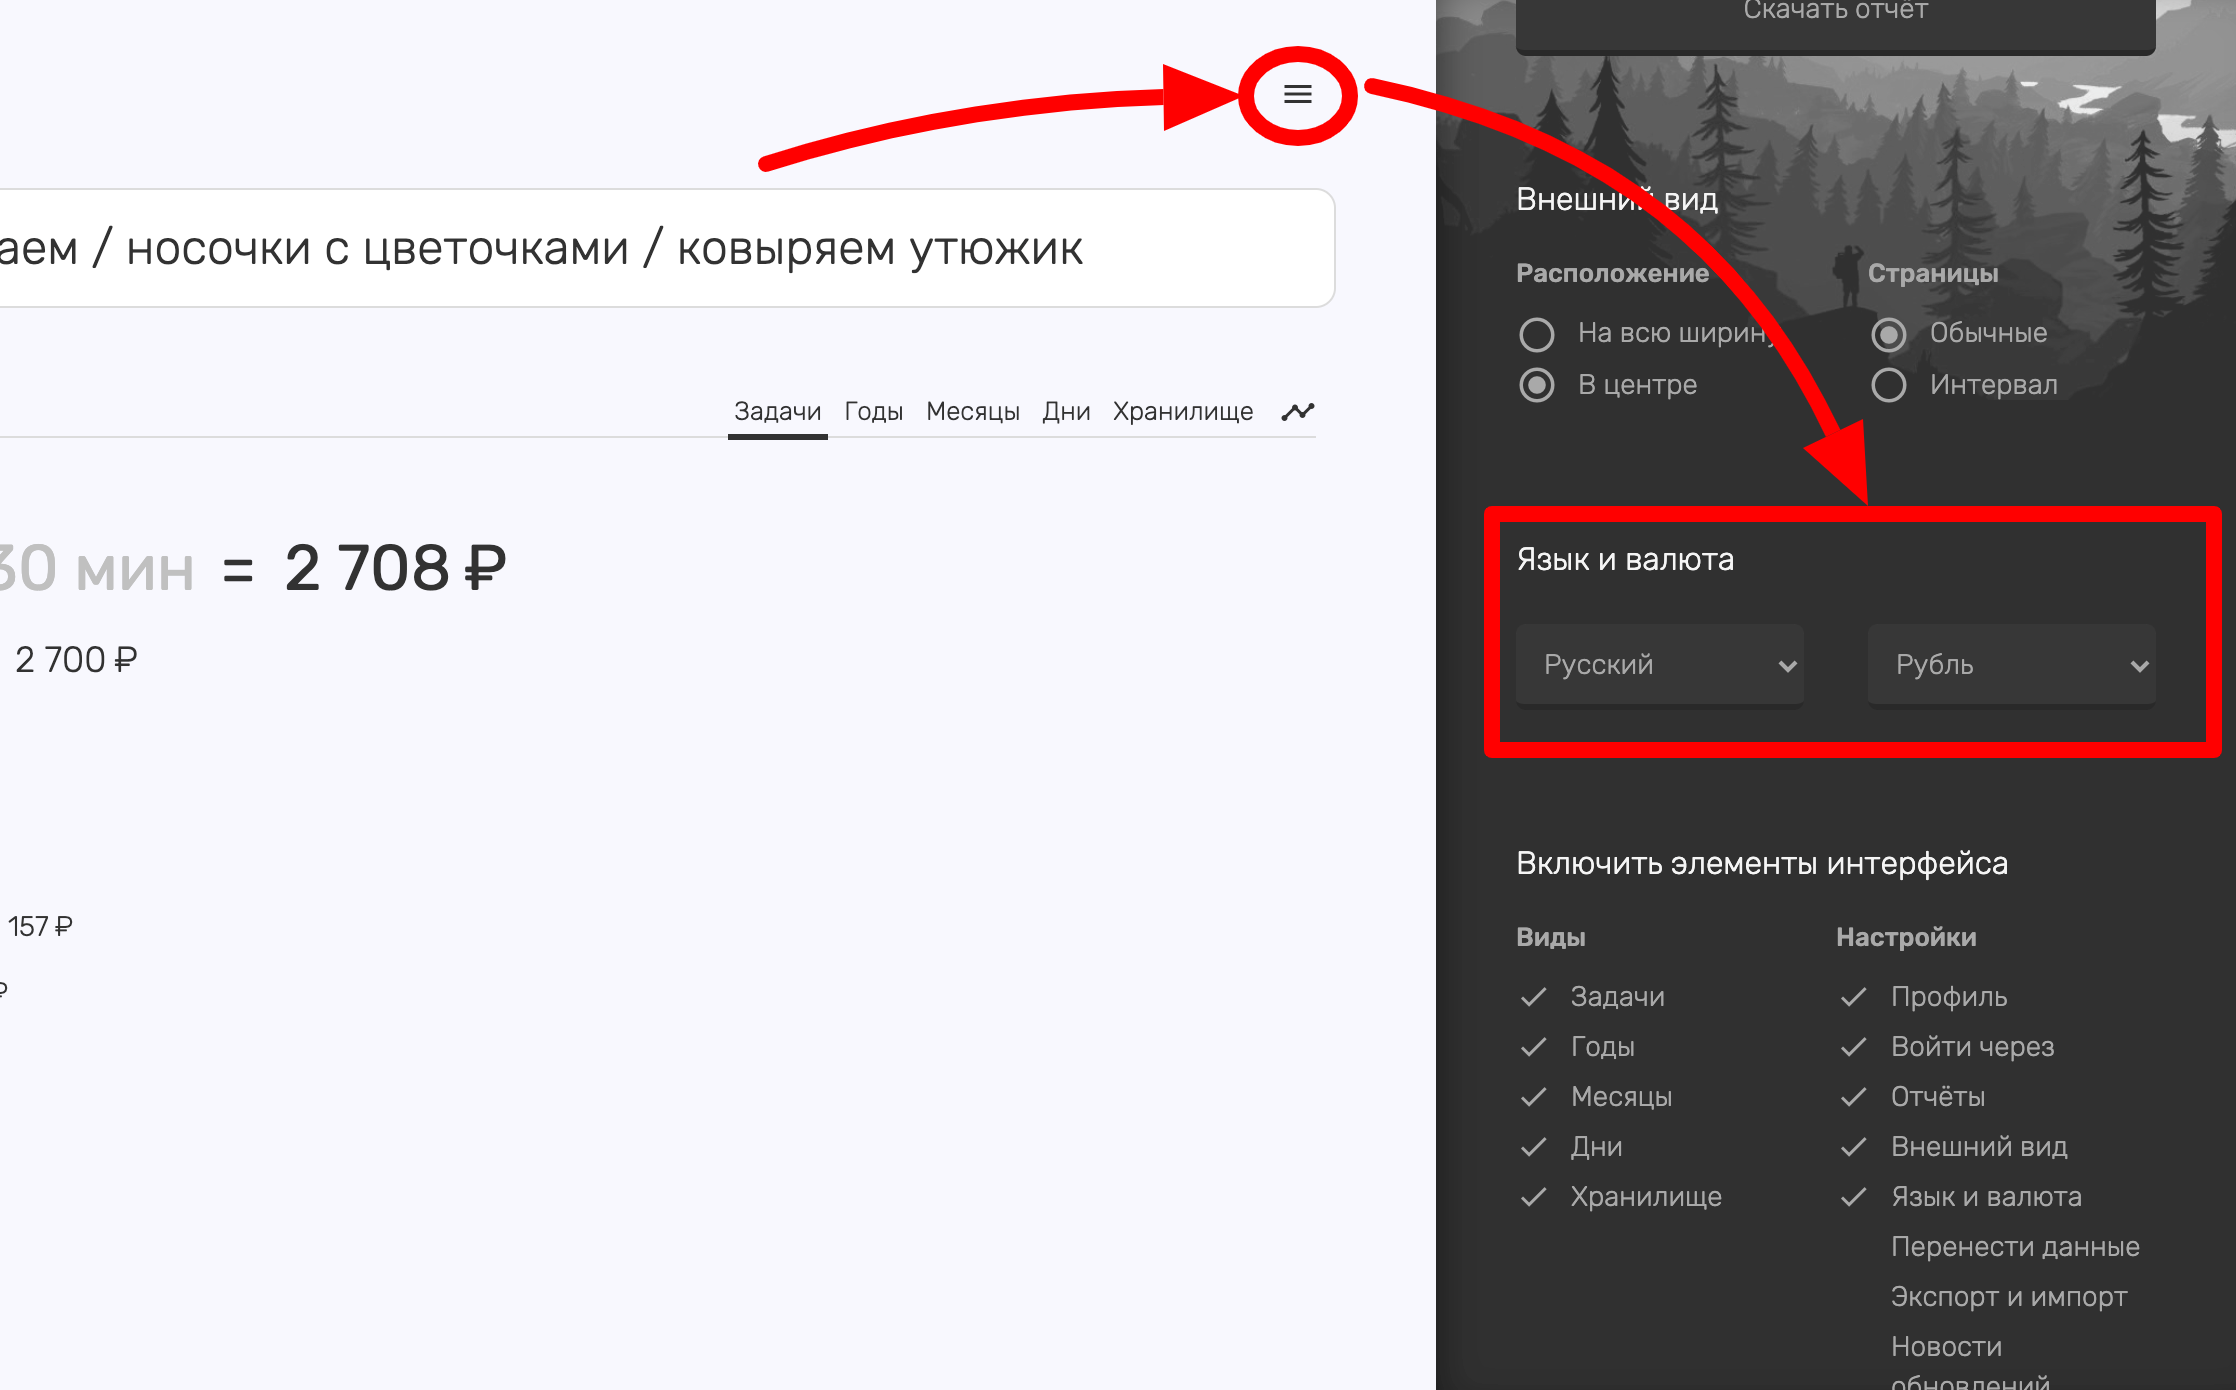 аем / носочки с цветочками / ковыряем утюжик
Задачи Годы Месяцы Дни Хранилище
30 мин = 2 708 ₽
2 700 ₽
157 ₽
₽
Скачать отчёт
Внешний вид
Расположение Страницы
На всю ширину Обычные
В центре Интервал
Язык и валюта
Русский Рубль
Включить элементы интерфейса
Виды Настройки
Задачи Профиль
Годы Войти через
Месяцы Отчёты
Дни Внешний вид
Хранилище Язык и валюта
Перенести данные
Экспорт и импорт
Новости
обновлений